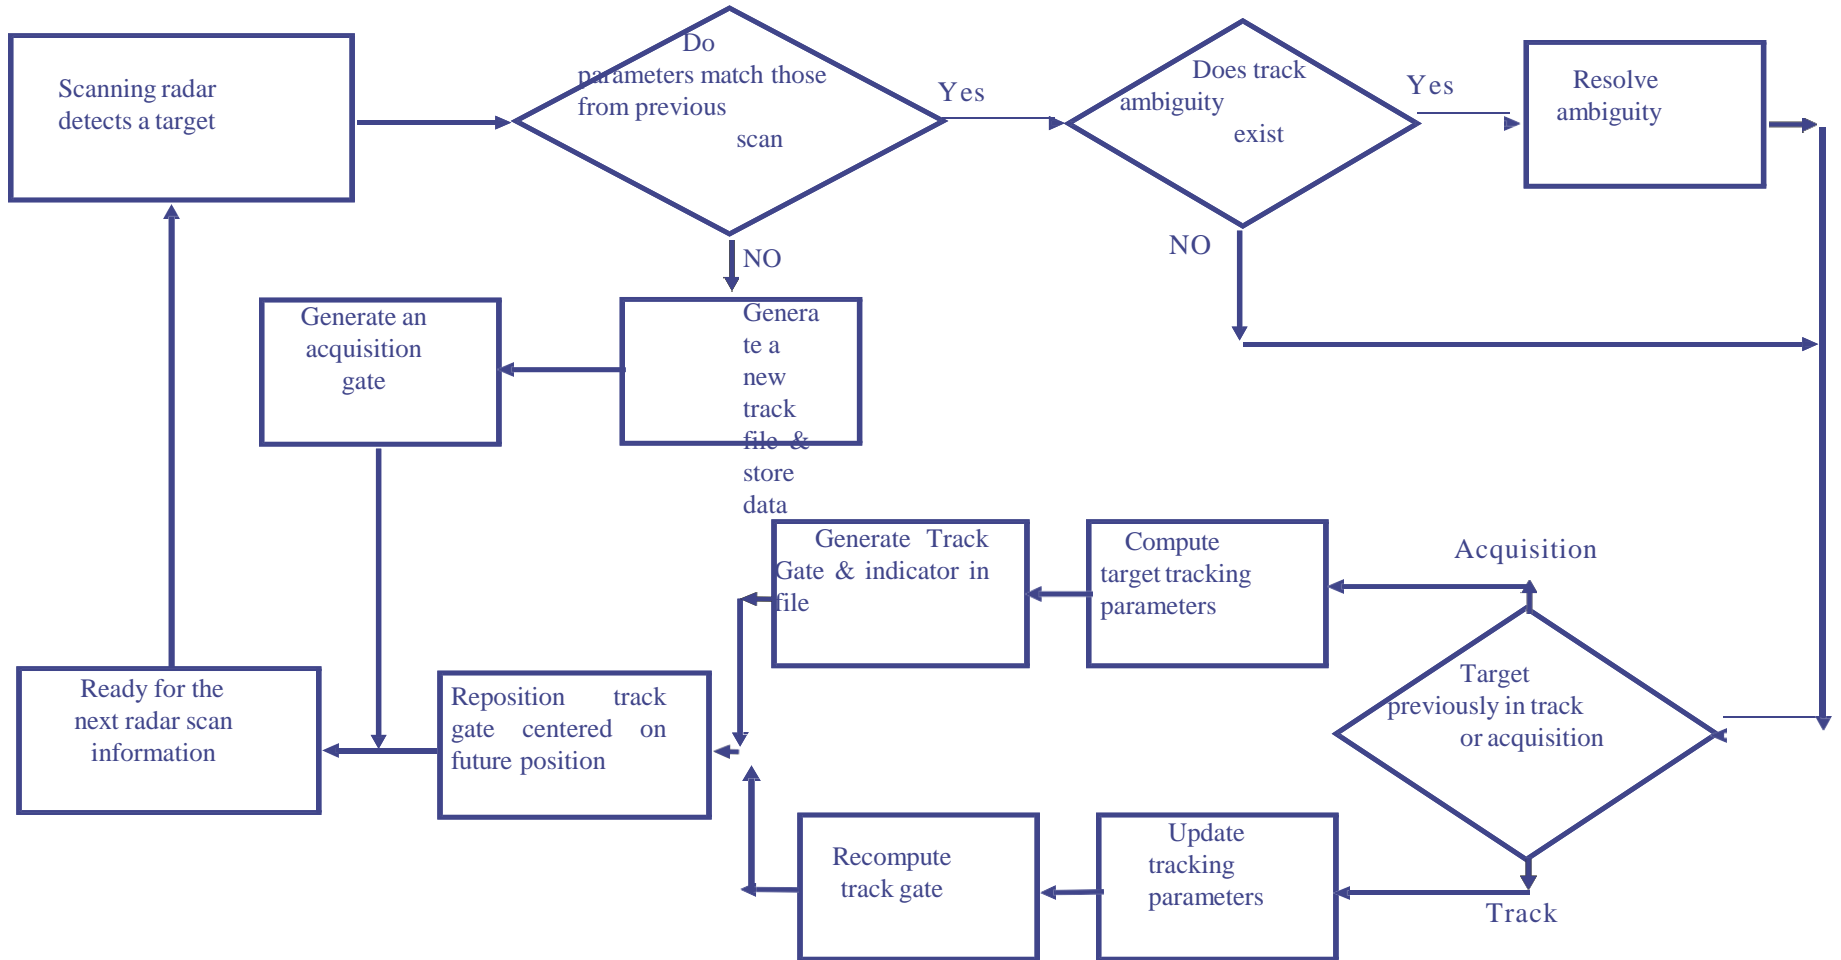 Scanning radar
detects a target
Do
parameters match those
from previous
scan
Yes
Does track
ambiguity
exist
Yes
Resolve
ambiguity
NO
NO
Generate an
acquisition
gate
Genera
te a
new
track
file &
store
data
Generate Track
Gate & indicator in
file
Compute
target tracking
parameters
Acquisition
Target
previously in track
or acquisition
Ready for the
next radar scan
information
Reposition track
gate centered on
future position
Recompute
track gate
Update
tracking
parameters
Track